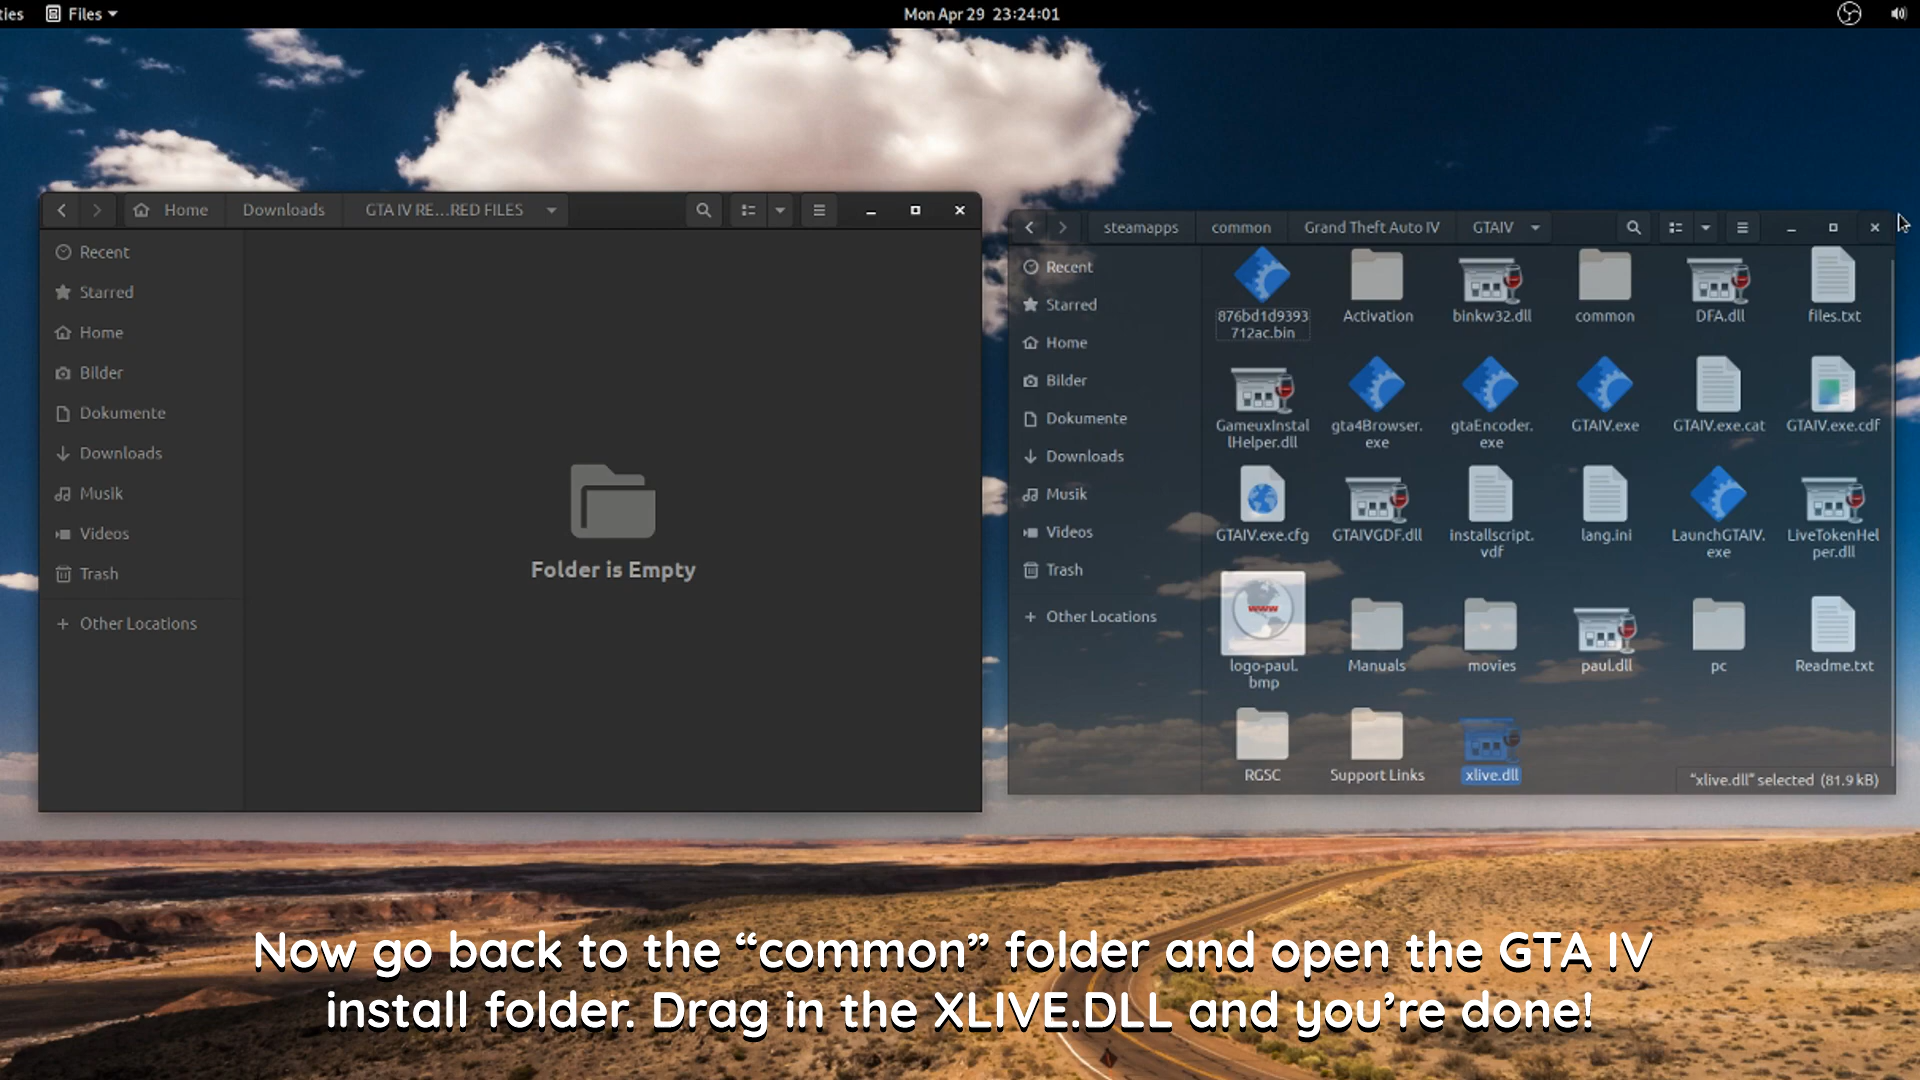 ties Files Mon Apr 29 23:24:01
Home Downloads GTA IV RE...RED FILES
Recent
Starred
Home
Bilder
Dokumente
Downloads
Musik
Videos
Trash
+ Other Locations
Folder is Empty
steamapps common Grand Theft Auto IV GTAIV
Recent
Starred
Home
Bilder
Dokumente
Downloads
Musik
Videos
Trash
+ Other Locations
876bd1d9393
712ac.bin
Activation
binkw32.dll
common
DFA.dll
files.txt
GameuxInstal
lHelper.dll
gta4Browser.
exe
gtaEncoder.
exe
GTAIV.exe
GTAIV.exe.cat
GTAIV.exe.cdf
GTAIV.exe.cfg
GTAIVGDF.dll
installscript.
vdf
lang.ini
LaunchGTAIV.
exe
LiveTokenHel
per.dll
www
logo-paul.
bmp
Manuals
movies
paul.dll
pc
Readme.txt
RGSC
Support Links
xlive.dll
"xlive.dll" selected (81.9 kB)
Now go back to the “common” folder and open the GTA IV
install folder. Drag in the XLIVE.DLL and you’re done!